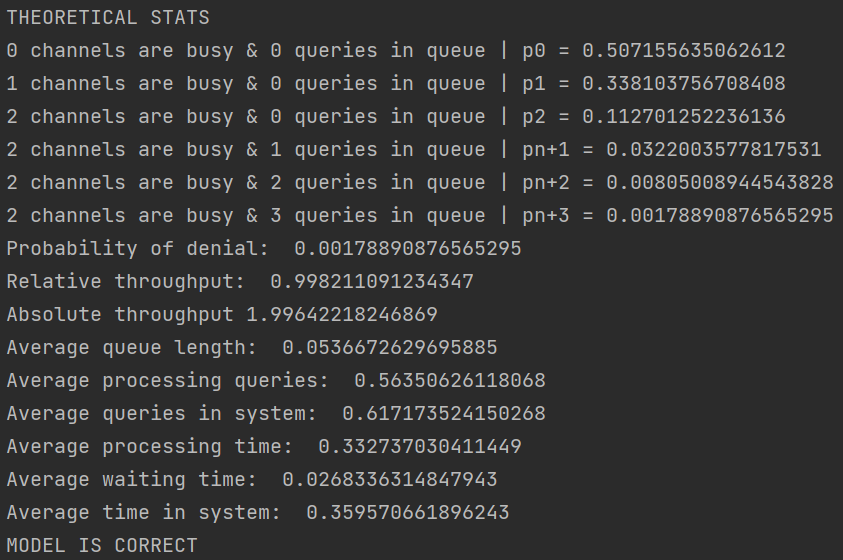 THEORETICAL STATS
0 channels are busy & 0 queries in queue | p0 = 0.507155635062612
1 channels are busy & 0 queries in queue | p1 = 0.338103756708408
2 channels are busy & 0 queries in queue | p2 = 0.112701252236136
2 channels are busy & 1 queries in queue | pn+1 = 0.0322003577817531
2 channels are busy & 2 queries in queue | pn+2 = 0.00805008944543828
2 channels are busy & 3 queries in queue | pn+3 = 0.00178890876565295
Probability of denial:  0.00178890876565295
Relative throughput:  0.998211091234347
Absolute throughput 1.99642218246869
Average queue length:  0.0536672629695885
Average processing queries:  0.56350626118068
Average queries in system:  0.617173524150268
Average processing time:  0.332737030411449
Average waiting time:  0.0268336314847943
Average time in system:  0.359570661896243
MODEL IS CORRECT